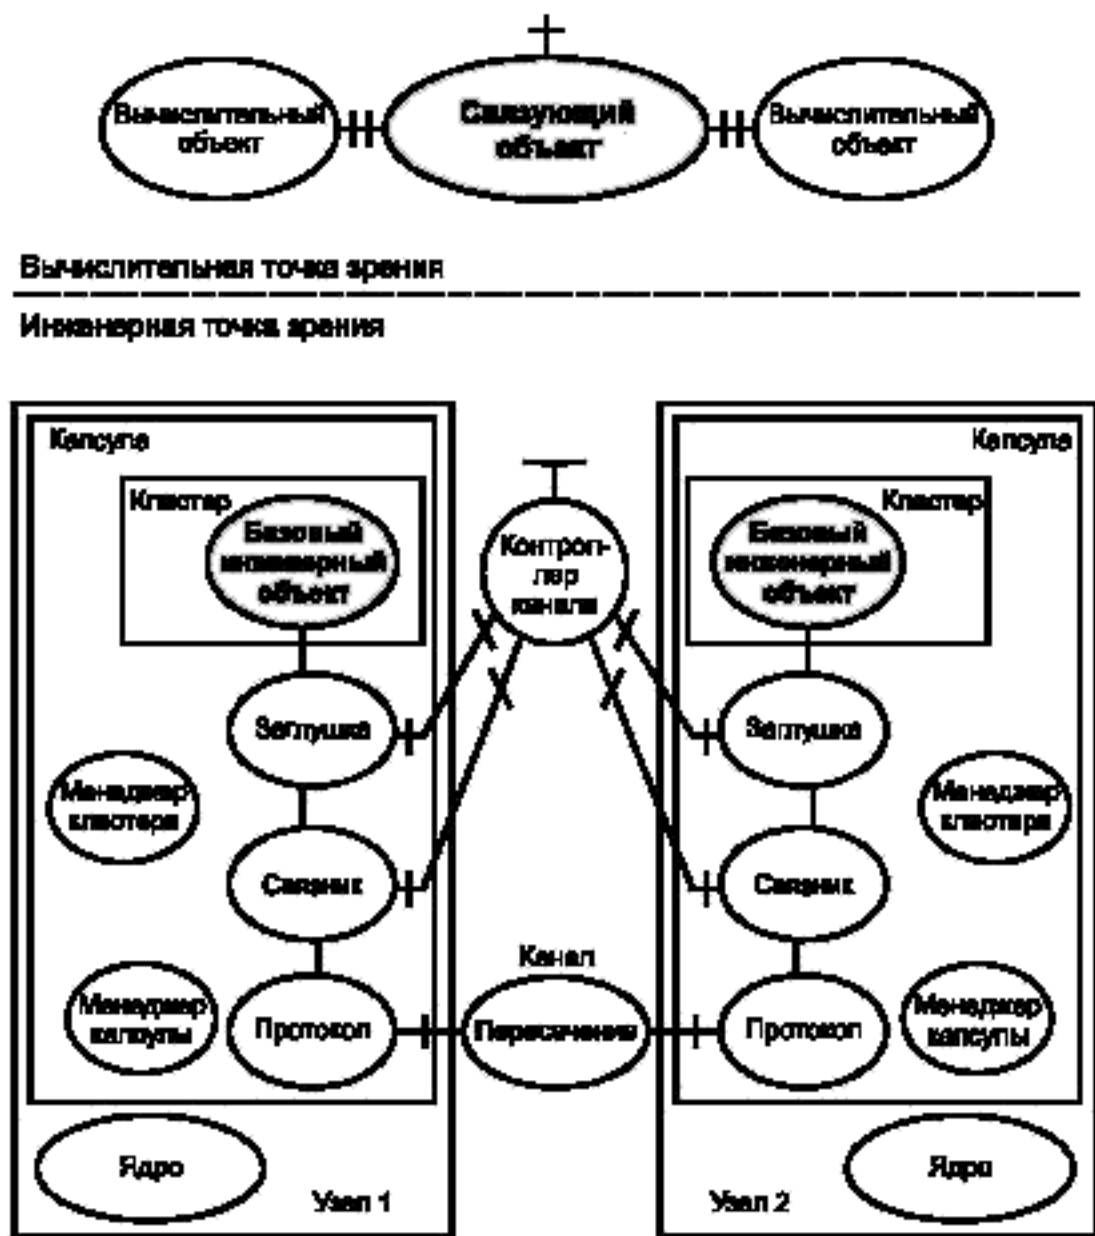 Вычислительный
объект
Связующий
объект
Вычислительный
объект
Вычислительная точка зрения
Инженерная точка зрения
Капсула
Кластер
Базовый
инженерный
объект
Контрол-
лер
канала
Капсула
Кластер
Базовый
инженерный
объект
Заглушка
Заглушка
Менеджер
кластера
Менеджер
кластера
Связник
Связник
Канал
Менеджер
капсулы
Протокол
Пересечение
Протокол
Менеджер
капсулы
Ядро
Узел 1
Узел 2
Ядро